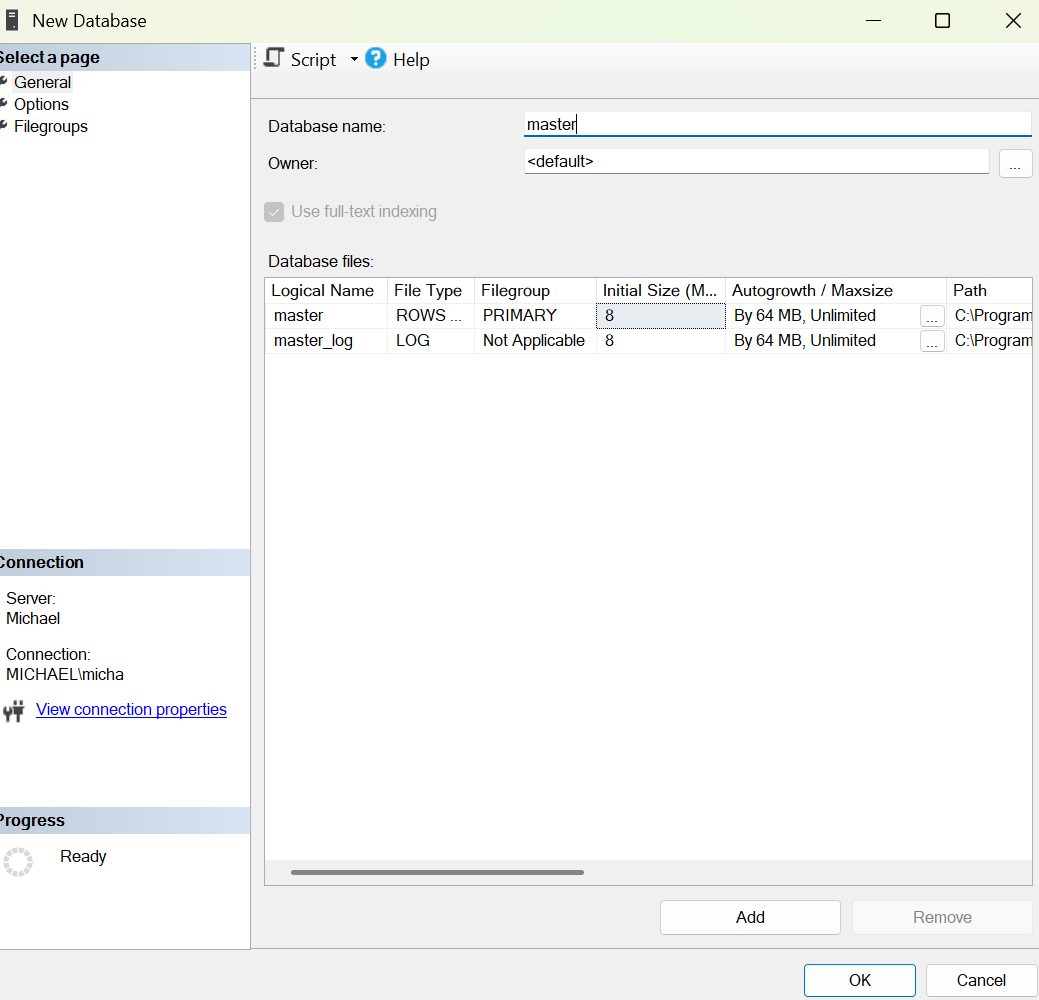 New Database
Select a page
General
Options
Filegroups
Script
Help
Database name:
master
Owner:
<default>
...
Use full-text indexing
Database files:
Logical Name File Type Filegroup Initial Size (M... Autogrowth / Maxsize Path
master ROWS ... PRIMARY 8 By 64 MB, Unlimited ... C:\Program
master_log LOG Not Applicable 8 By 64 MB, Unlimited ... C:\Program
Connection
Server:
Michael
Connection:
MICHAEL\micha
View connection properties
Progress
Ready
Add
Remove
OK
Cancel